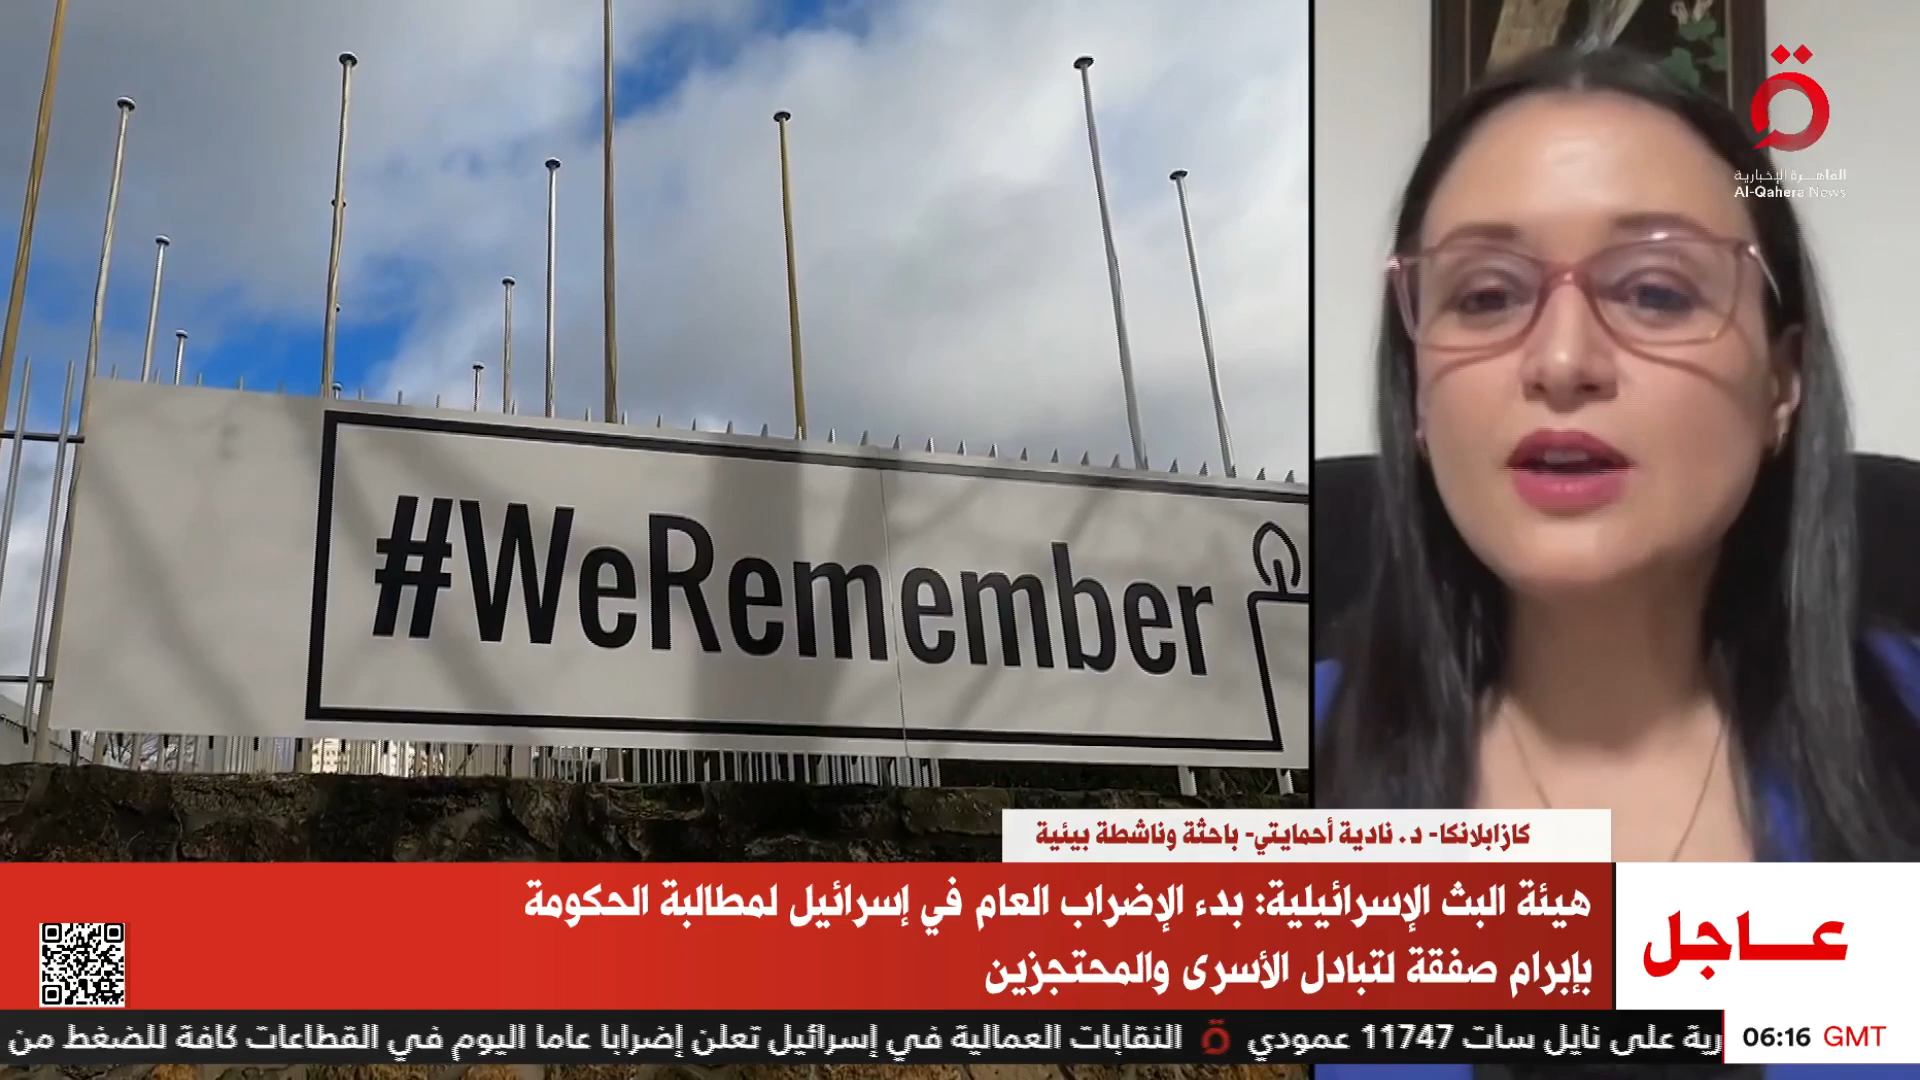 القاهرة الإخبارية
Al-Qahera News
#WeRemember
كازابلانكا- د. نادية أحمايتي- باحثة وناشطة بيئية
هيئة البث الإسرائيلية: بدء الإضراب العام في إسرائيل لمطالبة الحكومة
بإبرام صفقة لتبادل الأسرى والمحتجزين
عاجل
رية على نايل سات 11747 عمودي النقابات العمالية في إسرائيل تعلن إضرابا عاما اليوم في القطاعات كافة للضغط من
06:16 GMT